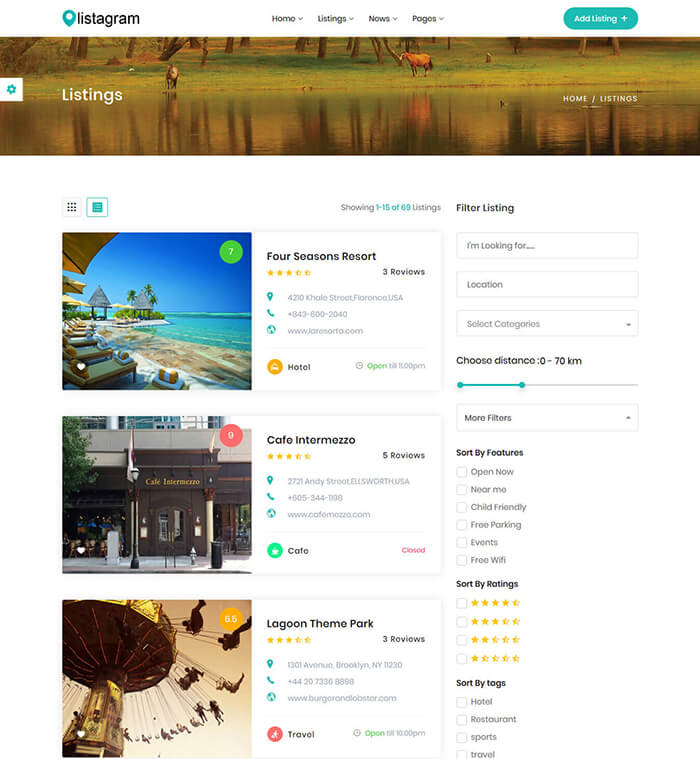 listagram
Home Listings News Pages
Add Listing +
Listings
HOME / LISTINGS
Showing 1-15 of 69 Listings
7
Four Seasons Resort
3 Reviews
4210 Khale Street,Florence,USA
+843-600-2040
www.laresorta.com
Hotel
Open till 11.00pm
Café Intermezzo
9
Cafe Intermezzo
5 Reviews
2721 Andy Street,ELLSWORTH,USA
+605-344-1198
www.cafemezzo.com
Cafe
Closed
6.5
Lagoon Theme Park
3 Reviews
1301 Avenue, Brooklyn, NY 11230
+44 20 7336 8898
www.burgerandlobster.com
Travel
Open till 10.00pm
Filter Listing
I'm Looking for.....
Location
Select Categories
Choose distance :0 - 70 km
More Filters
Sort By Features
Open Now
Near me
Child Friendly
Free Parking
Events
Free Wifi
Sort By Ratings
Sort By tags
Hotel
Restaurant
sports
travel